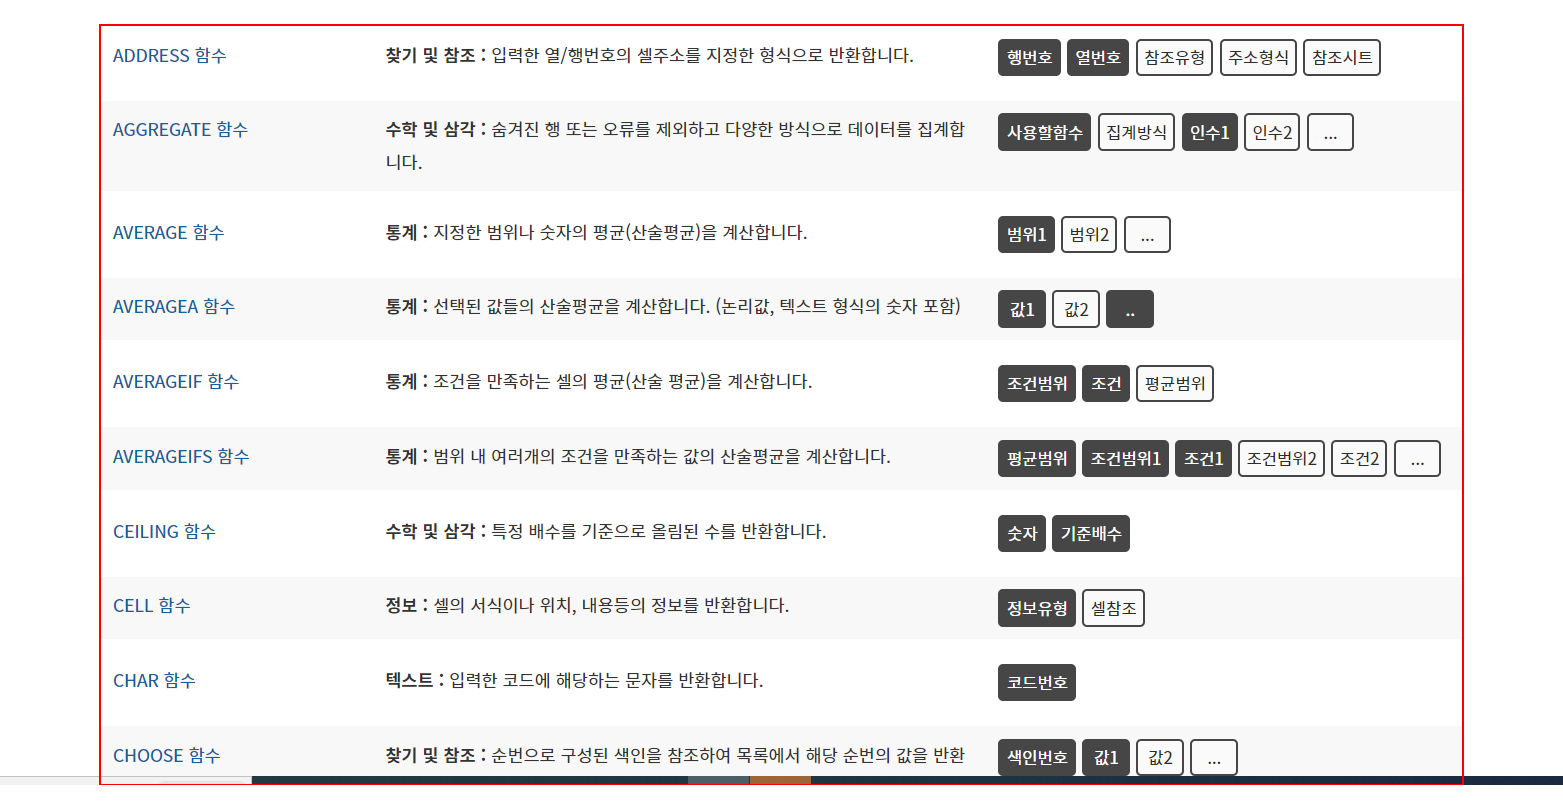 ADDRESS 함수 찾기 및 참조 : 입력한 열/행번호의 셀주소를 지정한 형식으로 반환합니다. 행번호 열번호 참조유형 주소형식 참조시트
AGGREGATE 함수 수학 및 삼각 : 숨겨진 행 또는 오류를 제외하고 다양한 방식으로 데이터를 집계합 사용할함수 집계방식 인수1 인수2 ...
니다.
AVERAGE 함수 통계 : 지정한 범위나 숫자의 평균(산술평균)을 계산합니다. 범위1 범위2 ...
AVERAGEA 함수 통계 : 선택된 값들의 산술평균을 계산합니다. (논리값, 텍스트 형식의 숫자 포함) 값1 값2 ..
AVERAGEIF 함수 통계 : 조건을 만족하는 셀의 평균(산술 평균)을 계산합니다. 조건범위 조건 평균범위
AVERAGEIFS 함수 통계 : 범위 내 여러개의 조건을 만족하는 값의 산술평균을 계산합니다. 평균범위 조건범위1 조건1 조건범위2 조건2 ...
CEILING 함수 수학 및 삼각 : 특정 배수를 기준으로 올림된 수를 반환합니다. 숫자 기준배수
CELL 함수 정보 : 셀의 서식이나 위치, 내용등의 정보를 반환합니다. 정보유형 셀참조
CHAR 함수 텍스트 : 입력한 코드에 해당하는 문자를 반환합니다. 코드번호
CHOOSE 함수 찾기 및 참조 : 순번으로 구성된 색인을 참조하여 목록에서 해당 순번의 값을 반환 색인번호 값1 값2 ...